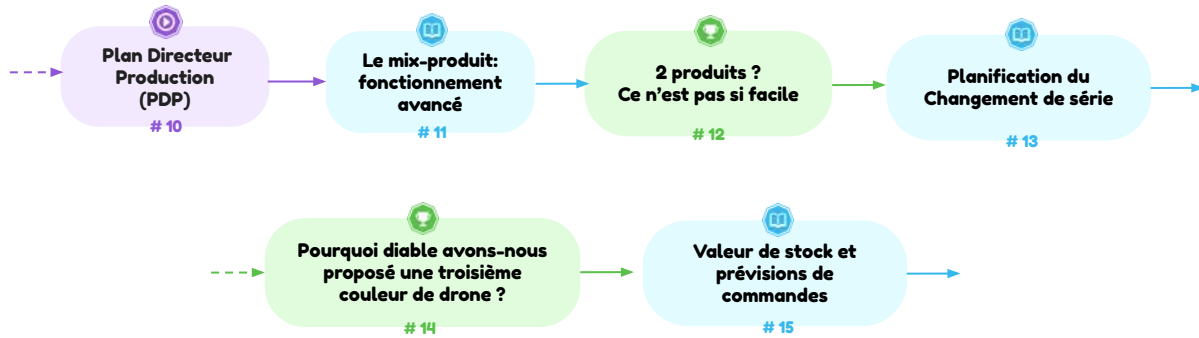 Plan Directeur
Production
(PDP)
# 10
Le mix-produit:
fonctionnement
avancé
# 11
2 produits ?
Ce n'est pas si facile
# 12
Planification du
Changement de série
# 13
Pourquoi diable avons-nous
proposé une troisième
couleur de drone ?
# 14
Valeur de stock et
prévisions de
commandes
# 15